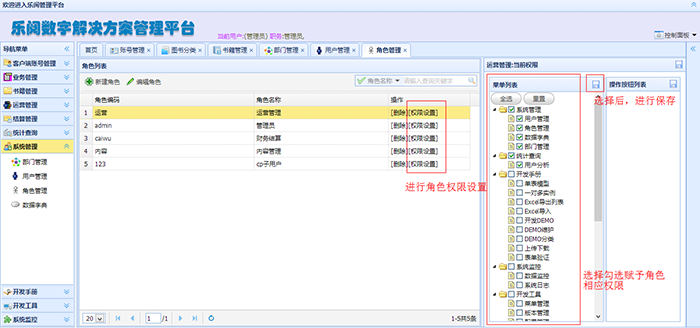 欢迎进入乐阅管理平台
乐阅数字解决方案管理平台
当前用户:(管理员) 职务:管理员,
控制面板
导航菜单
客户端账号管理
业务管理
书籍管理
运营管理
结算管理
统计查询
系统管理
部门管理
用户管理
角色管理
数据字典
开发手册
开发工具
系统监控
首页 账号管理 图书分类 书籍管理 部门管理 用户管理 角色管理
角色列表
新建角色 编辑角色
角色名称 请输入查询关键字
角色编码 角色名称 操作
1 运营 运营管理 [删除][权限设置]
2 admin 管理员 [删除][权限设置]
3 caiwu 财务结算 [删除][权限设置]
4 内容 内容管理 [删除][权限设置]
5 123 cp子用户 [删除][权限设置]
进行角色权限设置
20 1 /1
1-5共5条
运营管理:当前权限
菜单列表
全选 重置
系统管理
用户管理
角色管理
数据字典
部门管理
统计查询
用户分析
开发手册
单表模型
一对多实例
Excel导出列表
Excel导入
开发DEMO
DEMO维护
DEMO分类
上传下载
表单验证
系统监控
数据监控
系统日志
开发工具
菜单管理
版本管理
操作按钮列表
选择后，进行保存
选择勾选赋予角色
相应权限